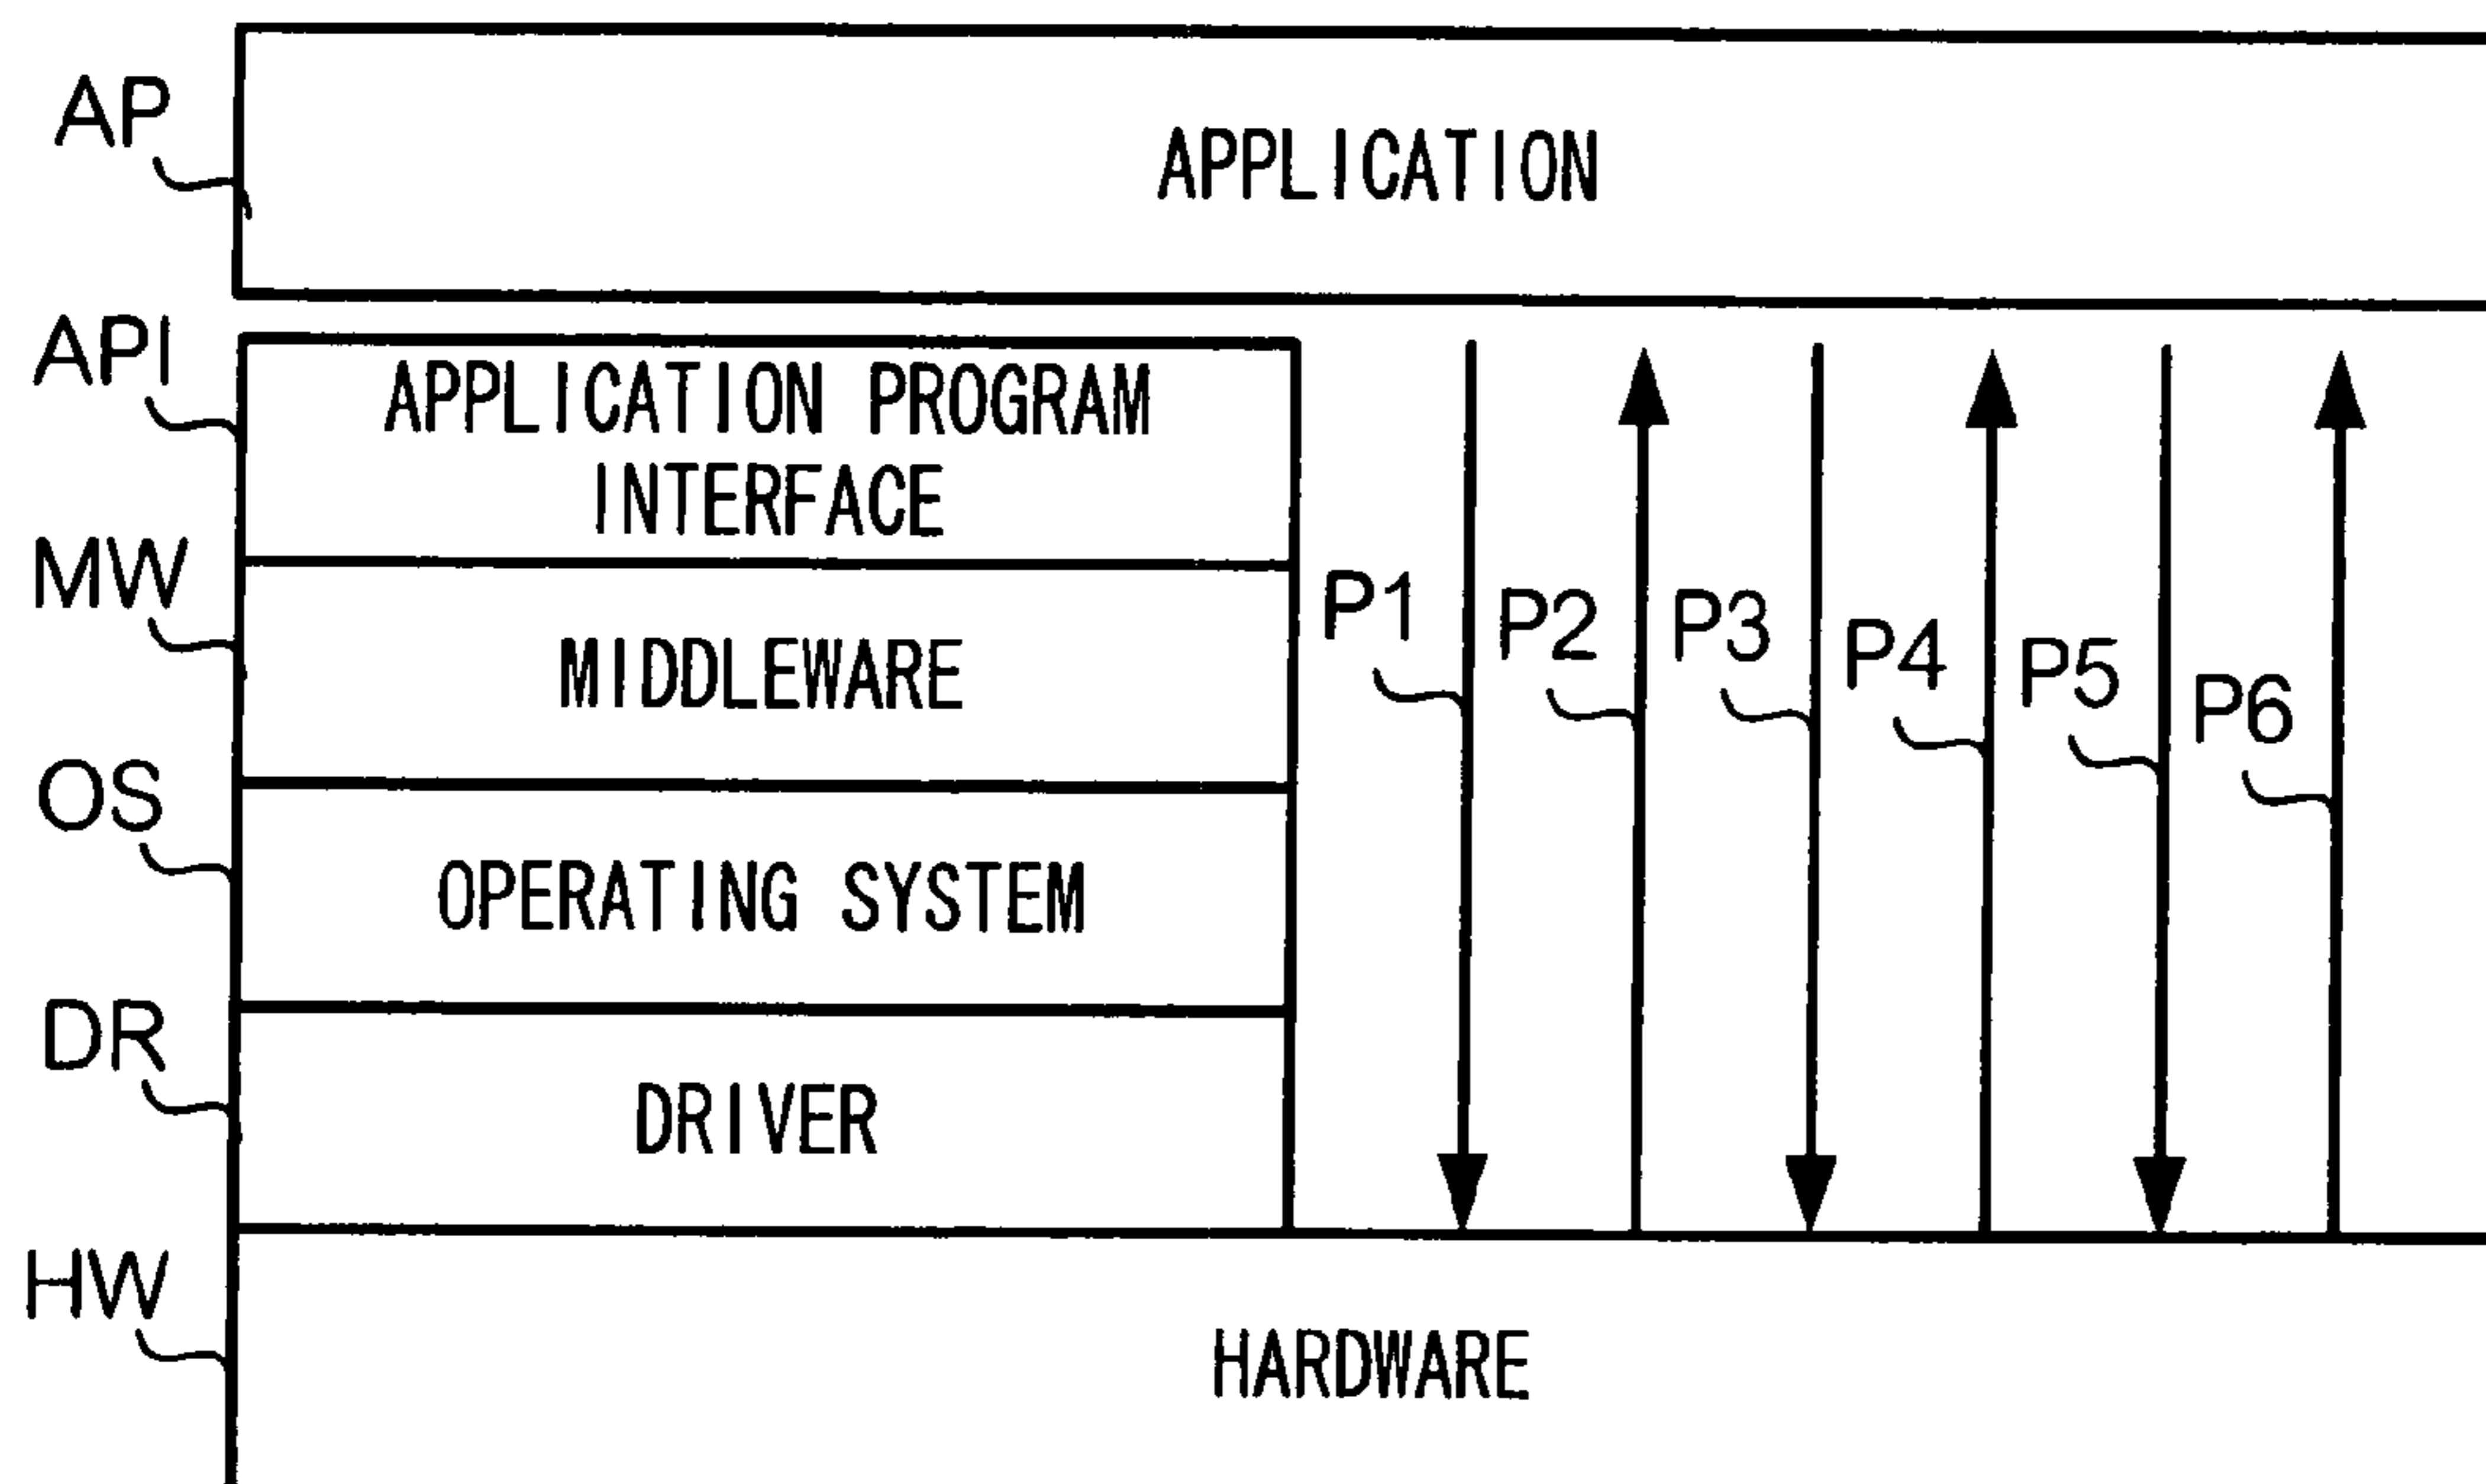 AP
APPLICATION
API
APPLICATION PROGRAM
INTERFACE
MW
MIDDLEWARE
P1
P2
P3
P4
P5
P6
OS
OPERATING SYSTEM
DR
DRIVER
HW
HARDWARE